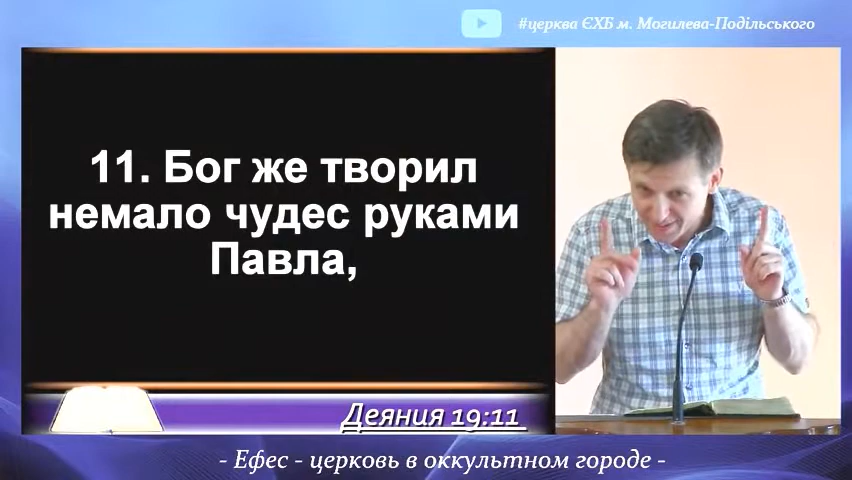 #церква ЄХБ м. Могилева-Подільського
11. Бог же творил
немало чудес руками
Павла,
Деяния 19:11
- Ефес - церковь в оккультном городе -